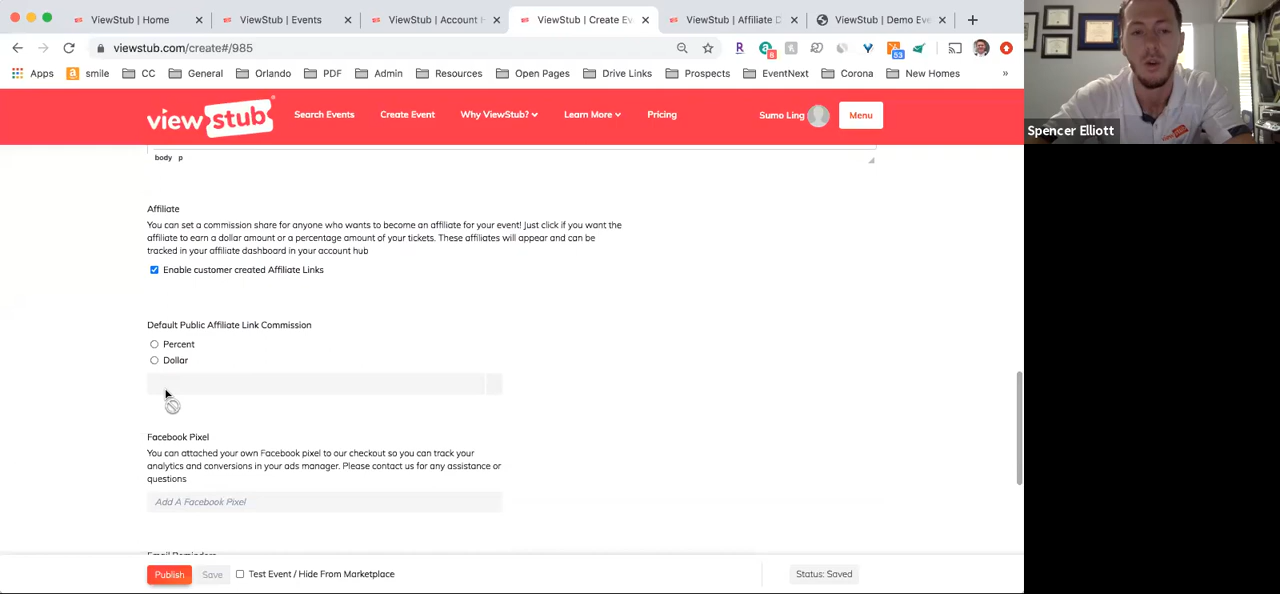 ViewStub | Home
ViewStub | Events
ViewStub | Account H
ViewStub | Create Ev
ViewStub | Affiliate D
ViewStub | Demo Eve
viewstub.com/create#/985
Apps
smile
CC
General
Orlando
PDF
Admin
Resources
Open Pages
Drive Links
Prospects
EventNext
Corona
New Homes
»
view stub
Search Events
Create Event
Why ViewStub?
Learn More
Pricing
Sumo Ling
Menu
Spencer Elliott
body p
Affiliate
You can set a commission share for anyone who wants to become an affiliate for your event! Just click if you want the
affiliate to earn a dollar amount or a percentage amount of your tickets. These affiliates will appear and can be
tracked in your affiliate dashboard in your account hub
Enable customer created Affiliate Links
Default Public Affiliate Link Commission
Percent
Dollar
Facebook Pixel
You can attached your own Facebook pixel to our checkout so you can track your
analytics and conversions in your ads manager. Please contact us for any assistance or
questions
Add A Facebook Pixel
Email Reminders
Publish
Save
Test Event / Hide From Marketplace
Status: Saved